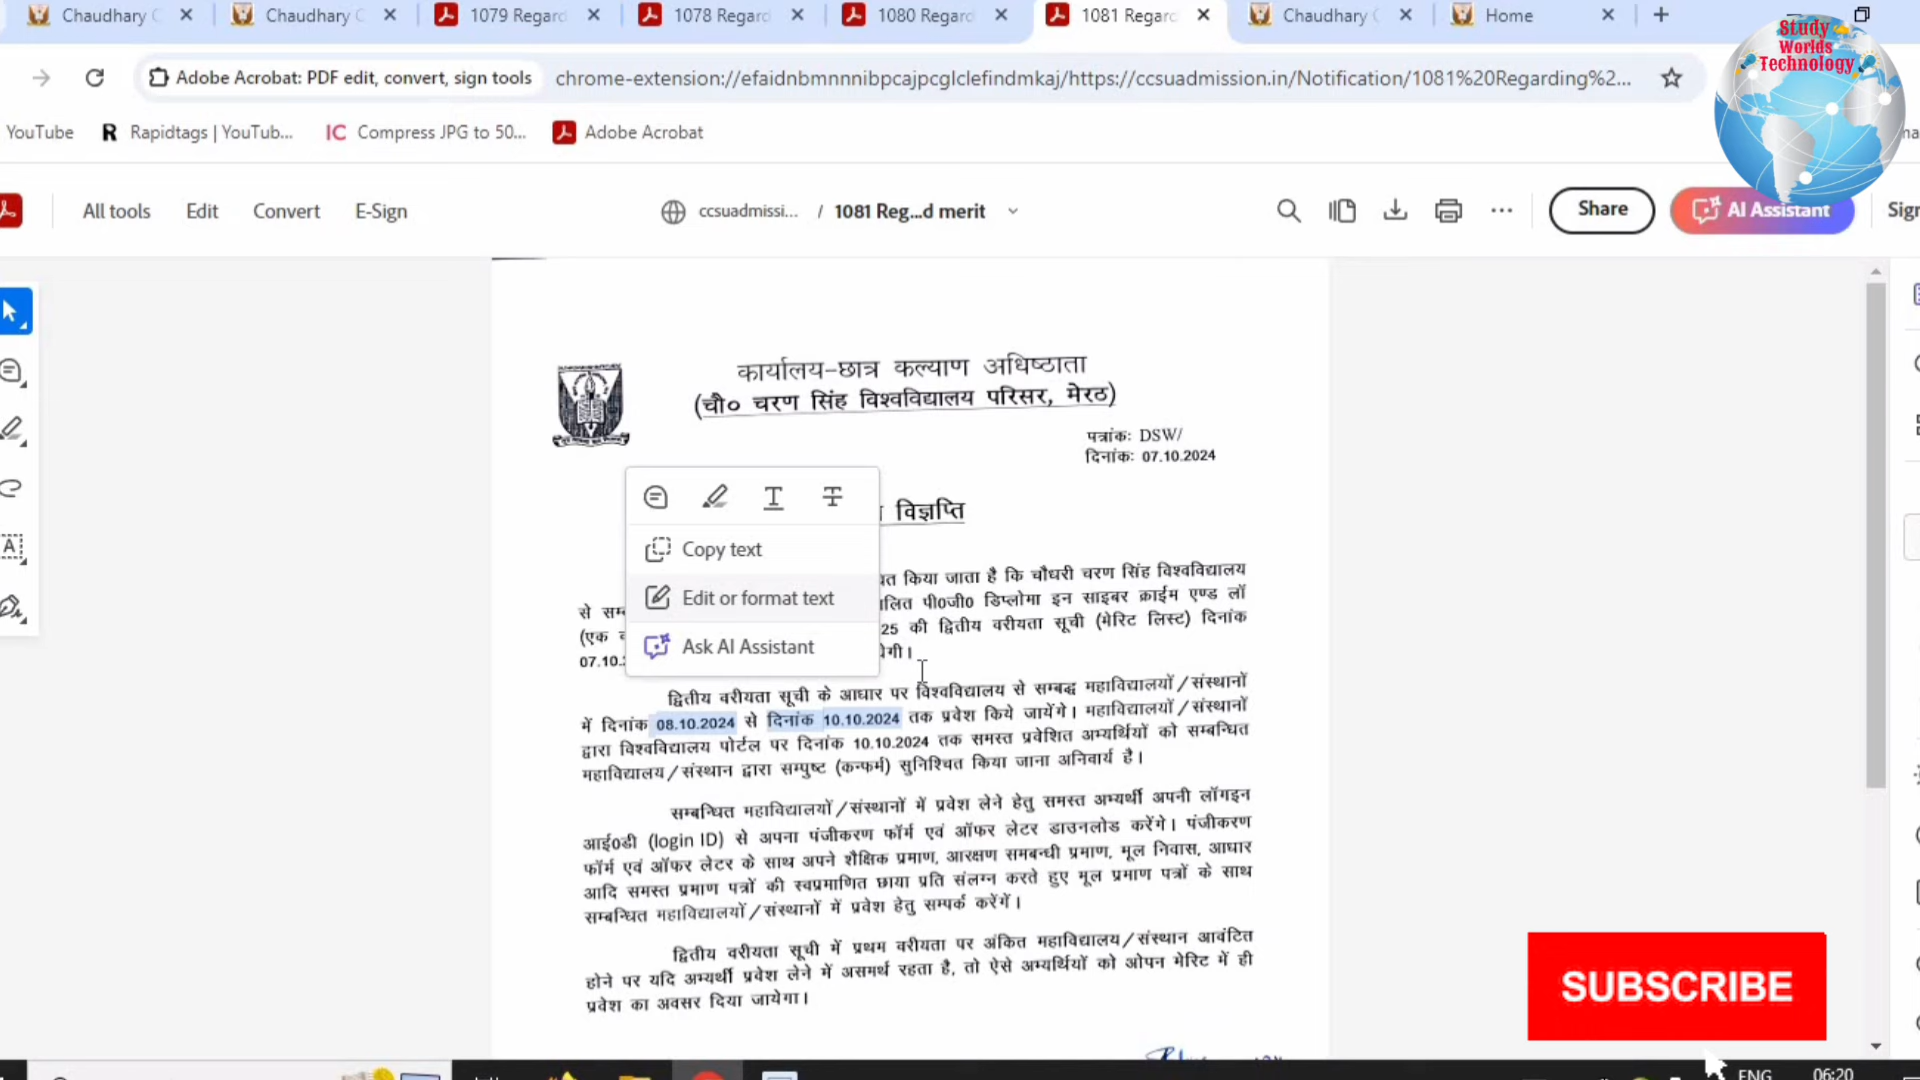 Chaudhary C
Chaudhary C
1079 Regard
1078 Regard
1080 Regard
1081 Regard
Chaudhary C
Home
Study
Worlds
Technology
Adobe Acrobat: PDF edit, convert, sign tools
chrome-extension://efaidnbmnnnibpcajpcglclefindmkaj/https://ccsuadmission.in/Notification/1081%20Regarding%2...
YouTube
R Rapidtags | YouTub...
IC Compress JPG to 50...
Adobe Acrobat
All tools
Edit
Convert
E-Sign
ccsuadmissi... / 1081 Reg...d merit
Share
AI Assistant
Sign
कार्यालय-छात्र कल्याण अधिष्ठाता
(चौ० चरण सिंह विश्वविद्यालय परिसर, मेरठ)
पत्रांकः DSW/
दिनांकः 07.10.2024
विज्ञप्ति
Copy text
Edit or format text
Ask AI Assistant
किया जाता है कि चौधरी चरण सिंह विश्वविद्यालय
से सम्ब
लित पी0जी0 डिप्लोमा इन साइबर क्राईम एण्ड लॉ
(एक व
25 की द्वितीय वरीयता सूची (मेरिट लिस्ट) दिनांक
07.10.
येगी।
द्वितीय वरीयता सूची के आधार पर विश्वविद्यालय से सम्बद्ध महाविद्यालयों/संस्थानों
में दिनांक 08.10.2024 से दिनांक 10.10.2024 तक प्रवेश किये जायेंगे। महाविद्यालयों/संस्थानों
द्वारा विश्वविद्यालय पोर्टल पर दिनांक 10.10.2024 तक समस्त प्रवेशित अभ्यर्थियों को सम्बन्धित
महाविद्यालय/संस्थान द्वारा सम्पुष्ट (कन्फर्म) सुनिश्चित किया जाना अनिवार्य है।
सम्बन्धित महाविद्यालयों/संस्थानों में प्रवेश लेने हेतु समस्त अभ्यर्थी अपनी लॉगइन
आई0डी (login ID) से अपना पंजीकरण फॉर्म एवं ऑफर लेटर डाउनलोड करेंगे। पंजीकरण
फॉर्म एवं ऑफर लेटर के साथ अपने शैक्षिक प्रमाण, आरक्षण समबन्धी प्रमाण, मूल निवास, आधार
आदि समस्त प्रमाण पत्रों की स्वप्रमाणित छाया प्रति संलग्न करते हुए मूल प्रमाण पत्रों के साथ
सम्बन्धित महाविद्यालयों/संस्थानों में प्रवेश हेतु सम्पर्क करेंगें।
द्वितीय वरीयता सूची में प्रथम वरीयता पर अंकित महाविद्यालय/संस्थान आवंटित
होने पर यदि अभ्यर्थी प्रवेश लेने में असमर्थ रहता है, तो ऐसे अभ्यर्थियों को ओपन मेरिट में ही
प्रवेश का अवसर दिया जायेगा।
SUBSCRIBE
ENG
06:20